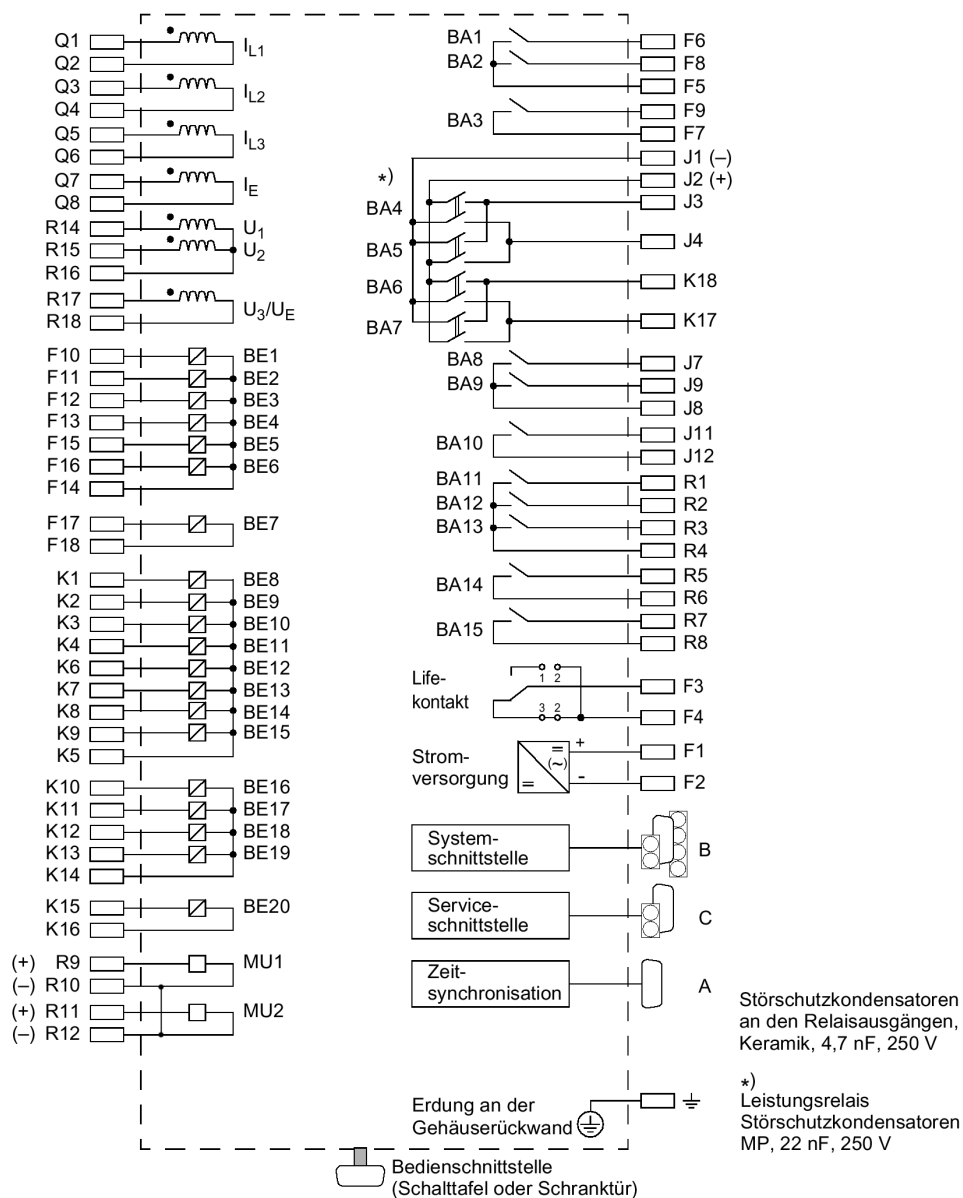 Q1
I_L1
Q2
Q3
I_L2
Q4
Q5
I_L3
Q6
Q7
I_E
Q8
R14
U_1
R15
U_2
R16
R17
U_3/U_E
R18
F10 BE1
F11 BE2
F12 BE3
F13 BE4
F15 BE5
F16 BE6
F14
F17 BE7
F18
K1 BE8
K2 BE9
K3 BE10
K4 BE11
K6 BE12
K7 BE13
K8 BE14
K9 BE15
K5
K10 BE16
K11 BE17
K12 BE18
K13 BE19
K14
K15 BE20
K16
(+) R9 MU1
(–) R10
(+) R11 MU2
(–) R12
BA1 F6
BA2 F8
F5
BA3 F9
F7
J1 (–)
*)
J2 (+)
BA4 J3
BA5 J4
BA6 K18
BA7 K17
BA8 J7
BA9 J9
J8
BA10 J11
J12
BA11 R1
BA12 R2
BA13 R3
R4
BA14 R5
R6
BA15 R7
R8
Life-
kontakt
1 2
3 2
F3
F4
Strom-
versorgung
= (~)
=
+ F1
- F2
System-
schnittstelle
B
Service-
schnittstelle
C
Zeit-
synchronisation
A
Störschutzkondensatoren
an den Relaisausgängen,
Keramik, 4,7 nF, 250 V
*)
Leistungsrelais
Störschutzkondensatoren
MP, 22 nF, 250 V
Erdung an der
Gehäuserückwand
Bedienschnittstelle
(Schalttafel oder Schranktür)